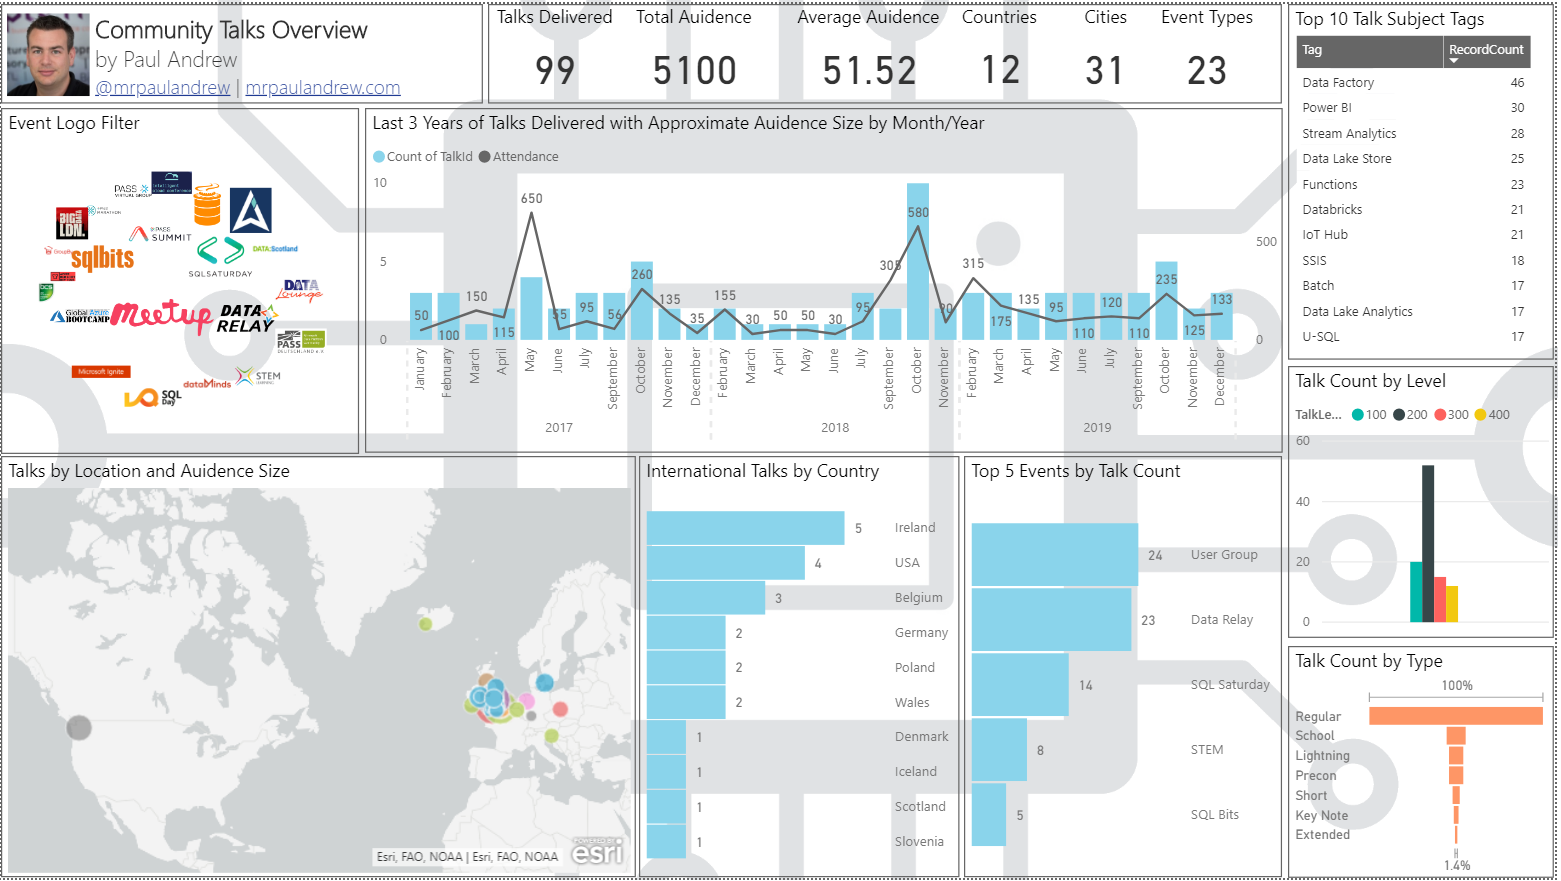 Community Talks Overview
by Paul Andrew
@mrpaulandrew | mrpaulandrew.com
Talks Delivered
99
Total Auidence
5100
Average Auidence
51.52
Countries
12
Cities
31
Event Types
23
Top 10 Talk Subject Tags
Tag RecordCount
Data Factory 46
Power BI 30
Stream Analytics 28
Data Lake Store 25
Functions 23
Databricks 21
IoT Hub 21
SSIS 18
Batch 17
Data Lake Analytics 17
U-SQL 17
Event Logo Filter
PASS
VIRTUAL GROUP
BIG
LDN.
PASS
SUMMIT
sqlbits
SQLSATURDAY
DATA:Scotland
DATA
Lounge
Global Azure
BOOTCAMP
meetup
DATA
RELAY
PASS
DEUTSCHLAND e.V.
Microsoft Ignite
dataMinds
STEM
LEARNING
SQL
Day
Last 3 Years of Talks Delivered with Approximate Auidence Size by Month/Year
Count of TalkId Attendance
10
5
0
500
0
50
100
150
115
650
55
95
56
260
135
35
155
30
50
50
30
95
305
580
90
315
175
135
95
110
120
110
235
125
133
January
February
March
April
May
June
July
September
October
November
December
February
March
April
May
June
July
September
October
November
February
March
April
May
June
July
September
October
November
December
2017
2018
2019
Talks by Location and Auidence Size
Esri, FAO, NOAA | Esri, FAO, NOAA
POWERED BY
esri
International Talks by Country
5 Ireland
4 USA
3 Belgium
2 Germany
2 Poland
2 Wales
1 Denmark
1 Iceland
1 Scotland
1 Slovenia
Top 5 Events by Talk Count
24 User Group
23 Data Relay
14 SQL Saturday
8 STEM
5 SQL Bits
Talk Count by Level
TalkLe... 100 200 300 400
60
40
20
0
Talk Count by Type
100%
Regular
School
Lightning
Precon
Short
Key Note
Extended
1.4%